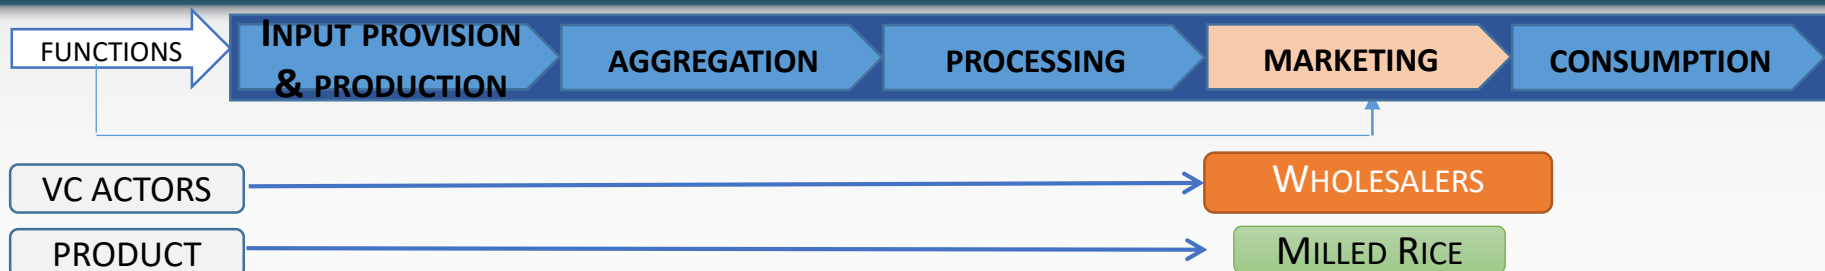 FUNCTIONS
INPUT PROVISION
& PRODUCTION
AGGREGATION
PROCESSING
MARKETING
CONSUMPTION
VC ACTORS
WHOLESALERS
PRODUCT
MILLED RICE